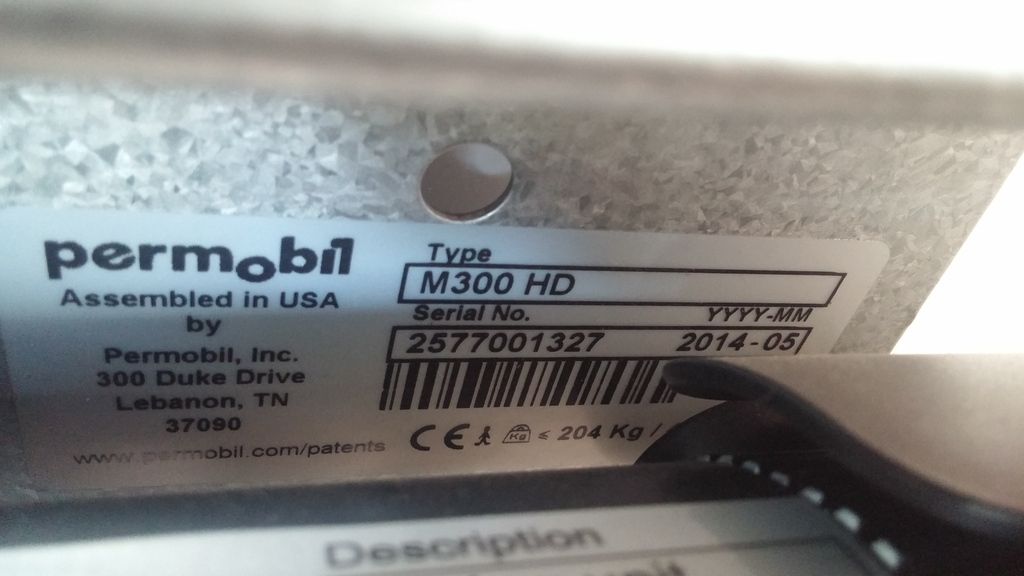 permobil
Assembled in USA
by
Permobil, Inc.
300 Duke Drive
Lebanon, TN
37090
www.permobil.com/patents
Type
M300 HD
Serial No. YYYY-MM
2577001327 2014-05
CE Kg ≤ 204 Kg /
Description